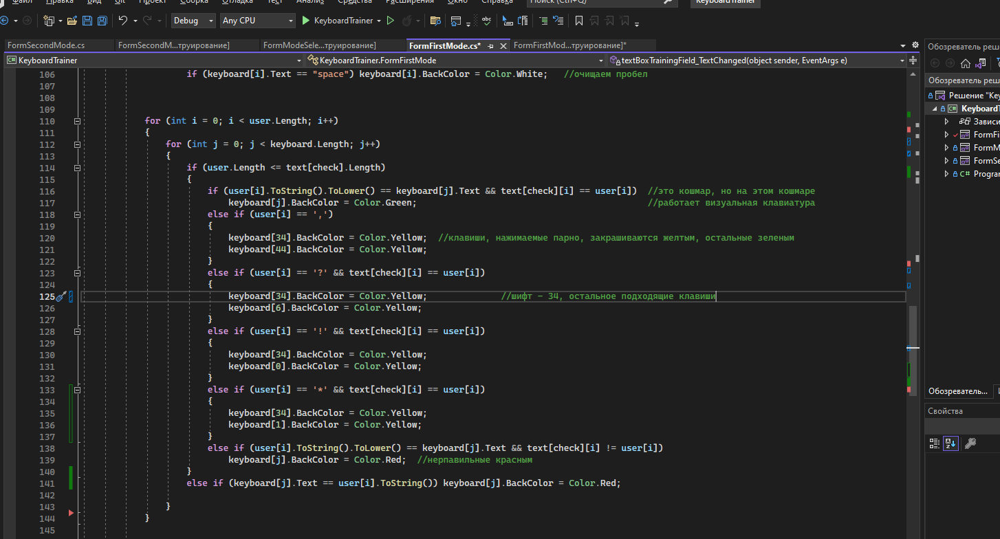 Файл Правка Вид Git Проект Сборка Отладка Тест Анализ Средства Расширения Окно Справка Поиск (Ctrl+Q) KeyboardTrainer
Debug Any CPU KeyboardTrainer
FormSecondMode.cs FormSecondM...труирование] FormModeSele...труирование] FormFirstMode.cs* FormFirstMod...труирование]*
KeyboardTrainer KeyboardTrainer.FormFirstMode textBoxTrainingField_TextChanged(object sender, EventArgs e)
106 if (keyboard[i].Text == "space") keyboard[i].BackColor = Color.White; //очищаем пробел
107
108
109
110 for (int i = 0; i < user.Length; i++)
111 {
112 for (int j = 0; j < keyboard.Length; j++)
113 {
114 if (user.Length <= text[check].Length)
115 {
116 if (user[i].ToString().ToLower() == keyboard[j].Text && text[check][i] == user[i]) //это кошмар, но на этом кошмаре
117 keyboard[j].BackColor = Color.Green; //работает визуальная клавиатура
118 else if (user[i] == ',')
119 {
120 keyboard[34].BackColor = Color.Yellow; //клавиши, нажимаемые парно, закрашиваются желтым, остальные зеленым
121 keyboard[44].BackColor = Color.Yellow;
122 }
123 else if (user[i] == '?' && text[check][i] == user[i])
124 {
125 keyboard[34].BackColor = Color.Yellow; //шифт - 34, остальное подходящие клавиши
126 keyboard[6].BackColor = Color.Yellow;
127 }
128 else if (user[i] == '!' && text[check][i] == user[i])
129 {
130 keyboard[34].BackColor = Color.Yellow;
131 keyboard[0].BackColor = Color.Yellow;
132 }
133 else if (user[i] == '*' && text[check][i] == user[i])
134 {
135 keyboard[34].BackColor = Color.Yellow;
136 keyboard[1].BackColor = Color.Yellow;
137 }
138 else if (user[i].ToString().ToLower() == keyboard[j].Text && text[check][i] != user[i])
139 keyboard[j].BackColor = Color.Red; //нерпавильные красным
140 }
141 else if (keyboard[j].Text == user[i].ToString()) keyboard[j].BackColor = Color.Red;
142
143 }
144 }
145
Обозреватель реш
Обозреватель реш
Решение "Key
C# KeyboardT
Зависи
FormFi
FormM
FormSe
C# Progran
Обозреватель...
Свойства